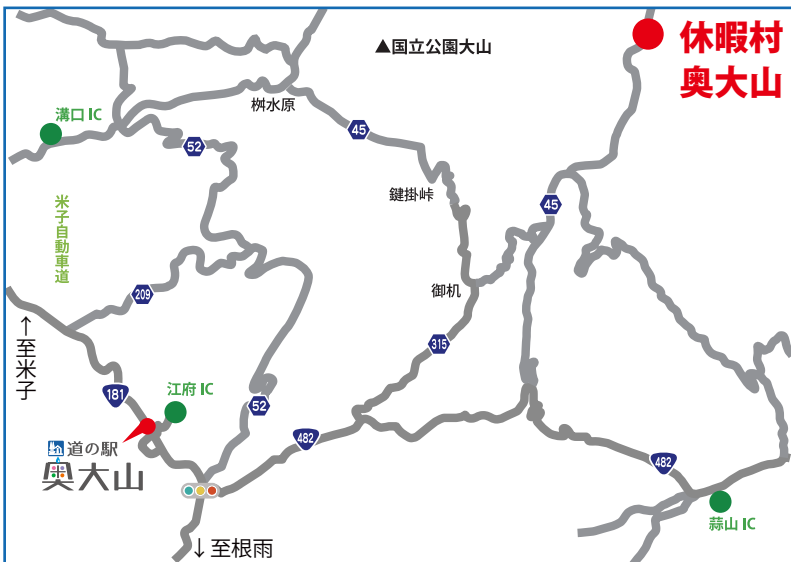 ▲国立公園大山
休暇村
奥大山
溝口 IC
桝水原
45
52
鍵掛峠
45
米子自動車道
209
御机
←至米子
315
181
江府 IC
52
482
道の駅
奥大山
482
蒜山 IC
↓至根雨